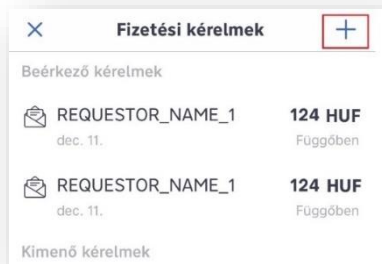 Fizetési kérelmek
Beérkező kérelmek
REQUESTOR_NAME_1 124 HUF
dec. 11. Függőben
REQUESTOR_NAME_1 124 HUF
dec. 11. Függőben
Kimenő kérelmek